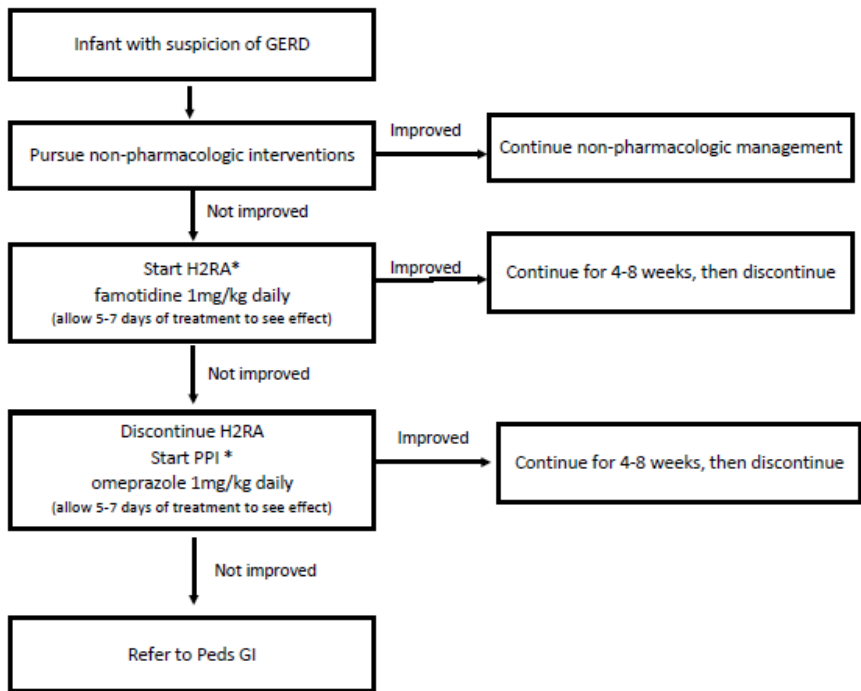 Infant with suspicion of GERD
Pursue non-pharmacologic interventions
Improved
Continue non-pharmacologic management
Not improved
Start H2RA*
famotidine 1mg/kg daily
(allow 5-7 days of treatment to see effect)
Improved
Continue for 4-8 weeks, then discontinue
Not improved
Discontinue H2RA
Start PPI *
omeprazole 1mg/kg daily
(allow 5-7 days of treatment to see effect)
Improved
Continue for 4-8 weeks, then discontinue
Not improved
Refer to Peds GI